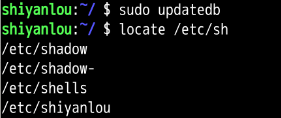 shiyanlou:~/ $ sudo updatedb
shiyanlou:~/ $ locate /etc/sh
/etc/shadow
/etc/shadow-
/etc/shells
/etc/shiyanlou